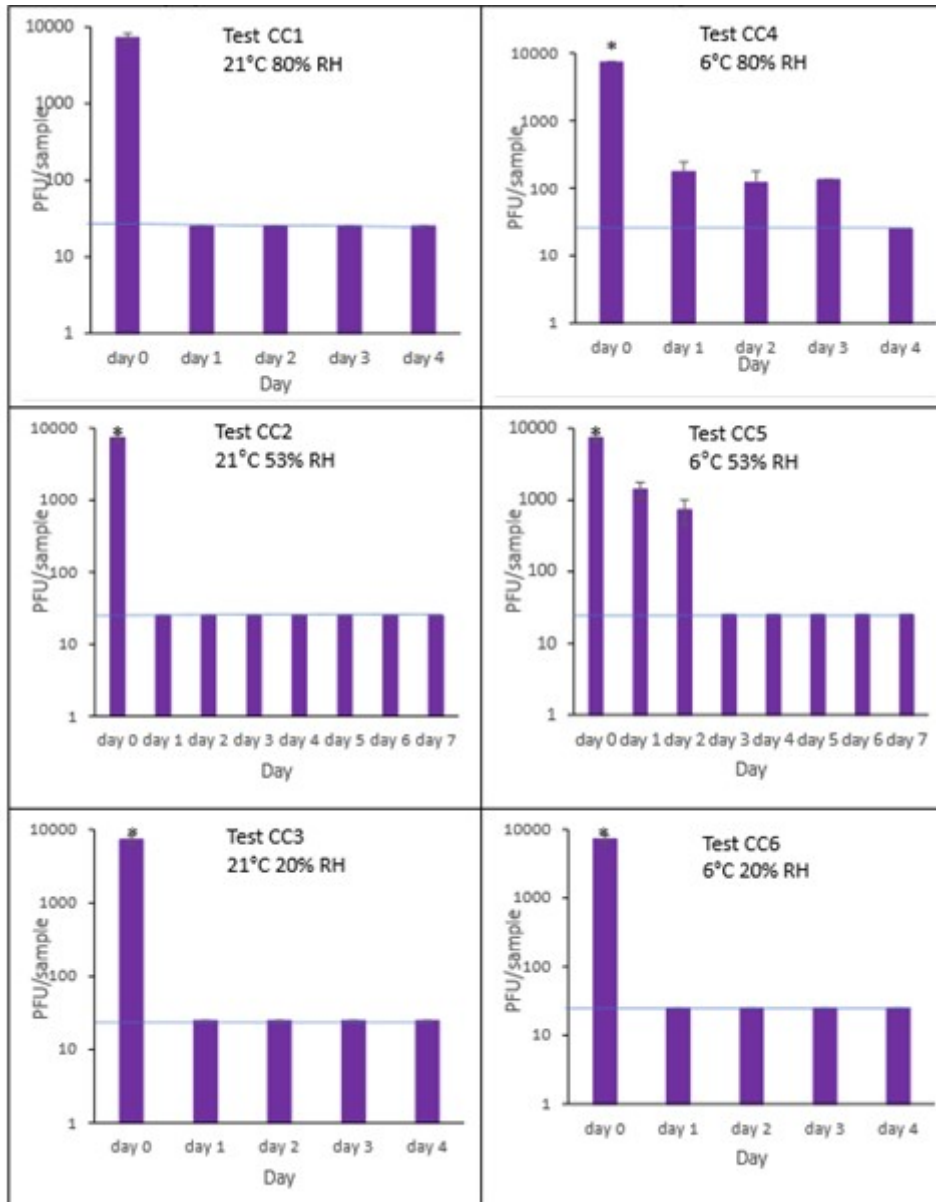 Test CC1
21°C 80% RH
PFU/sample
10000
1000
100
10
1
day 0 day 1 day 2 day 3 day 4
Day
Test CC4
6°C 80% RH
*
PFU/sample
10000
1000
100
10
1
day 0 day 1 day 2 day 3 day 4
Day
Test CC2
21°C 53% RH
*
PFU/sample
10000
1000
100
10
1
day 0 day 1 day 2 day 3 day 4 day 5 day 6 day 7
Day
Test CC5
6°C 53% RH
*
PFU/sample
10000
1000
100
10
1
day 0 day 1 day 2 day 3 day 4 day 5 day 6 day 7
Day
Test CC3
21°C 20% RH
*
PFU/sample
10000
1000
100
10
1
day 0 day 1 day 2 day 3 day 4
Day
Test CC6
6°C 20% RH
*
PFU/sample
10000
1000
100
10
1
day 0 day 1 day 2 day 3 day 4
Day